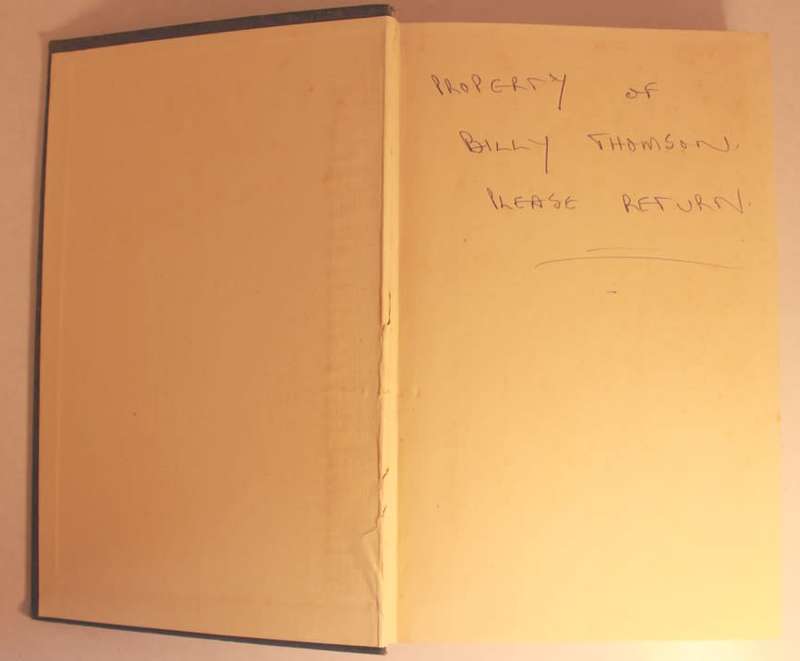 PROPERTY OF
BILLY THOMSON.
PLEASE RETURN.